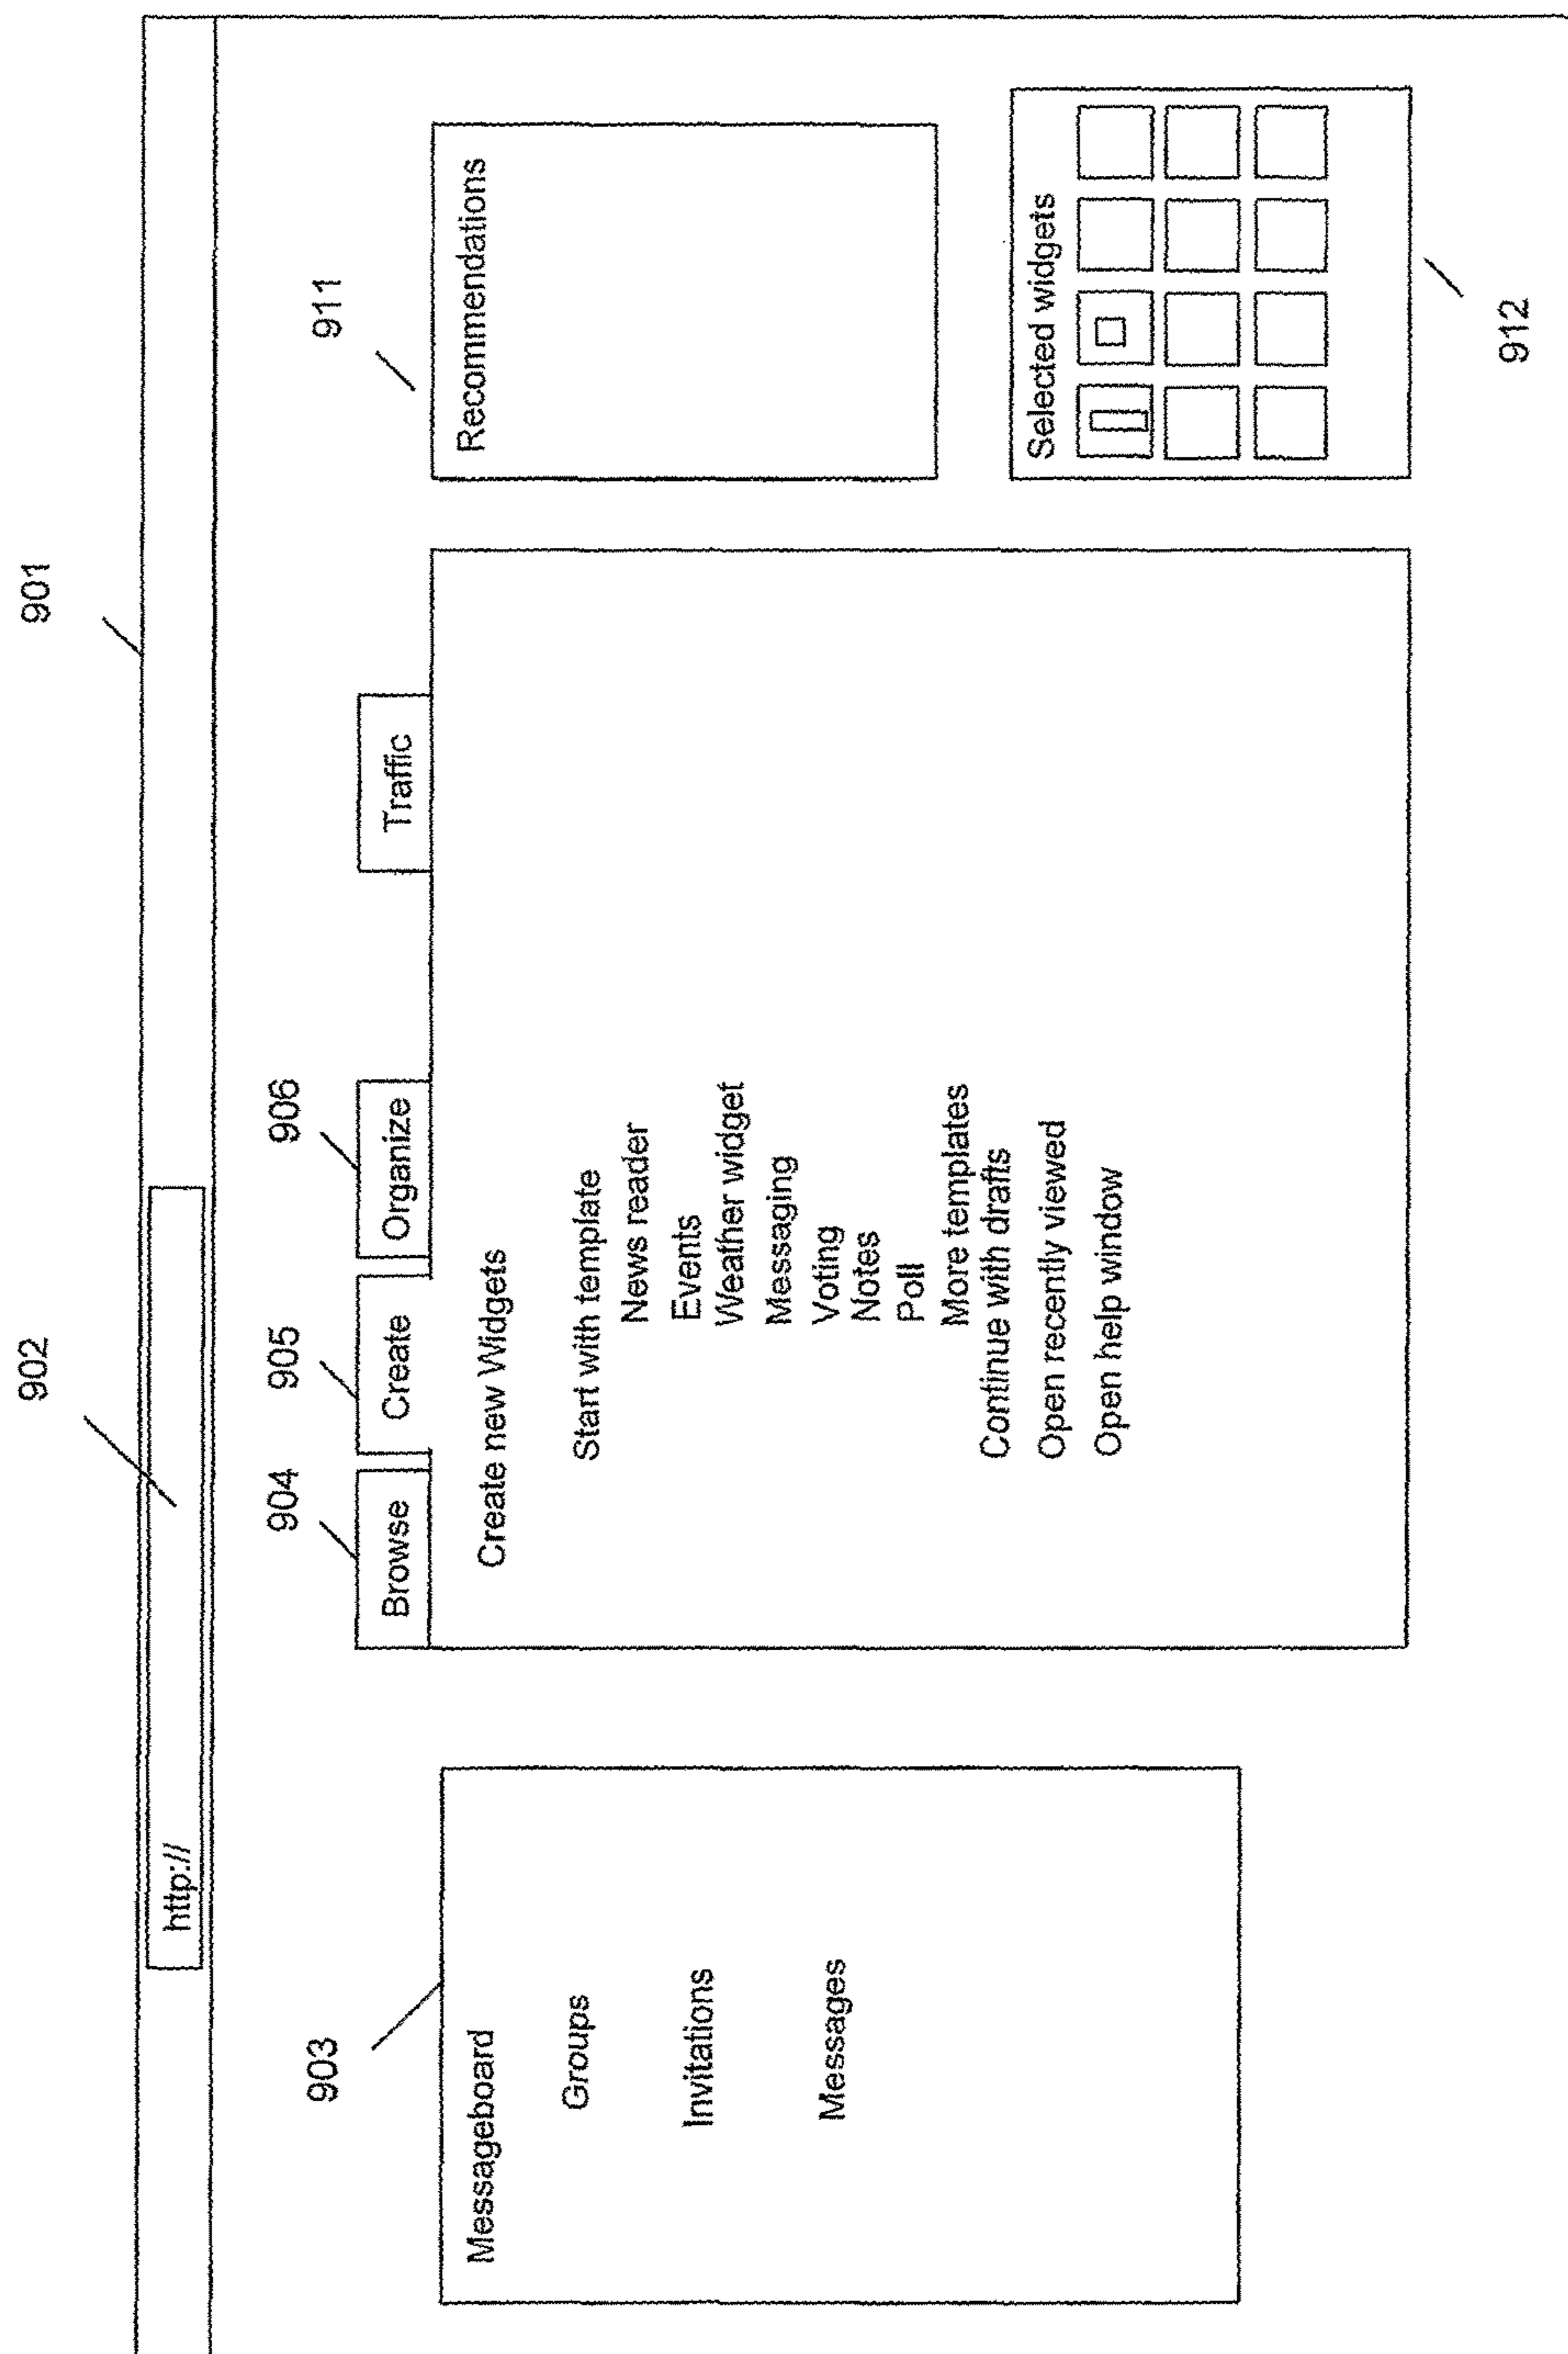 902
901
http://
903
Messageboard
Groups
Invitations
Messages
904
905
906
Browse
Create
Organize
Traffic
Create new Widgets
Start with template
News reader
Events
Weather widget
Messaging
Voting
Notes
Poll
More templates
Continue with drafts
Open recently viewed
Open help window
911
Recommendations
Selected widgets
912